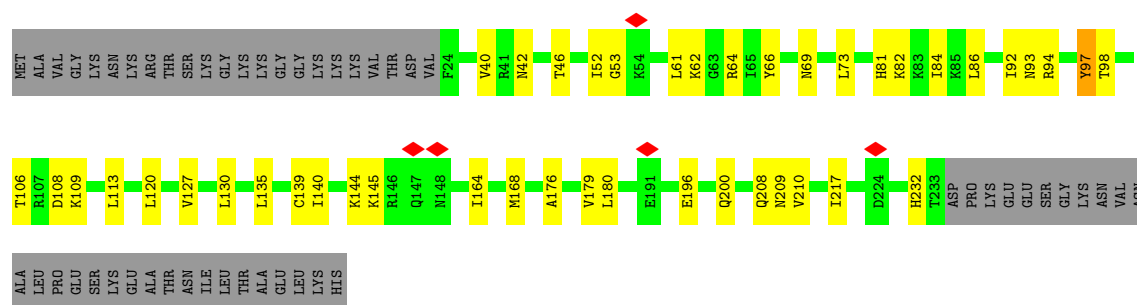 MET ALA VAL GLY LYS ASN LYS ARG THR SER LYS GLY LYS LYS GLY GLY LYS LYS LYS VAL THR ASP VAL F24 V40 R41 N42 T46 I52 G53 K54 L61 K62 G63 R64 I65 Y66 N69 L73 H81 K82 K83 I84 K85 L86 I92 N93 R94 Y97 T98
T106 R107 D108 K109 L113 L120 V127 L130 L135 C139 I140 K144 K145 R146 Q147 N148 I164 M168 A176 V179 L180 E191 E196 Q200 Q208 N209 V210 I217 D224 H232 T233 ASP PRO LYS GLU GLU SER GLY LYS ASN VAL
ALA LEU PRO GLU SER LYS GLU ALA THR ASN ILE LEU THR ALA GLU LEU LYS HIS